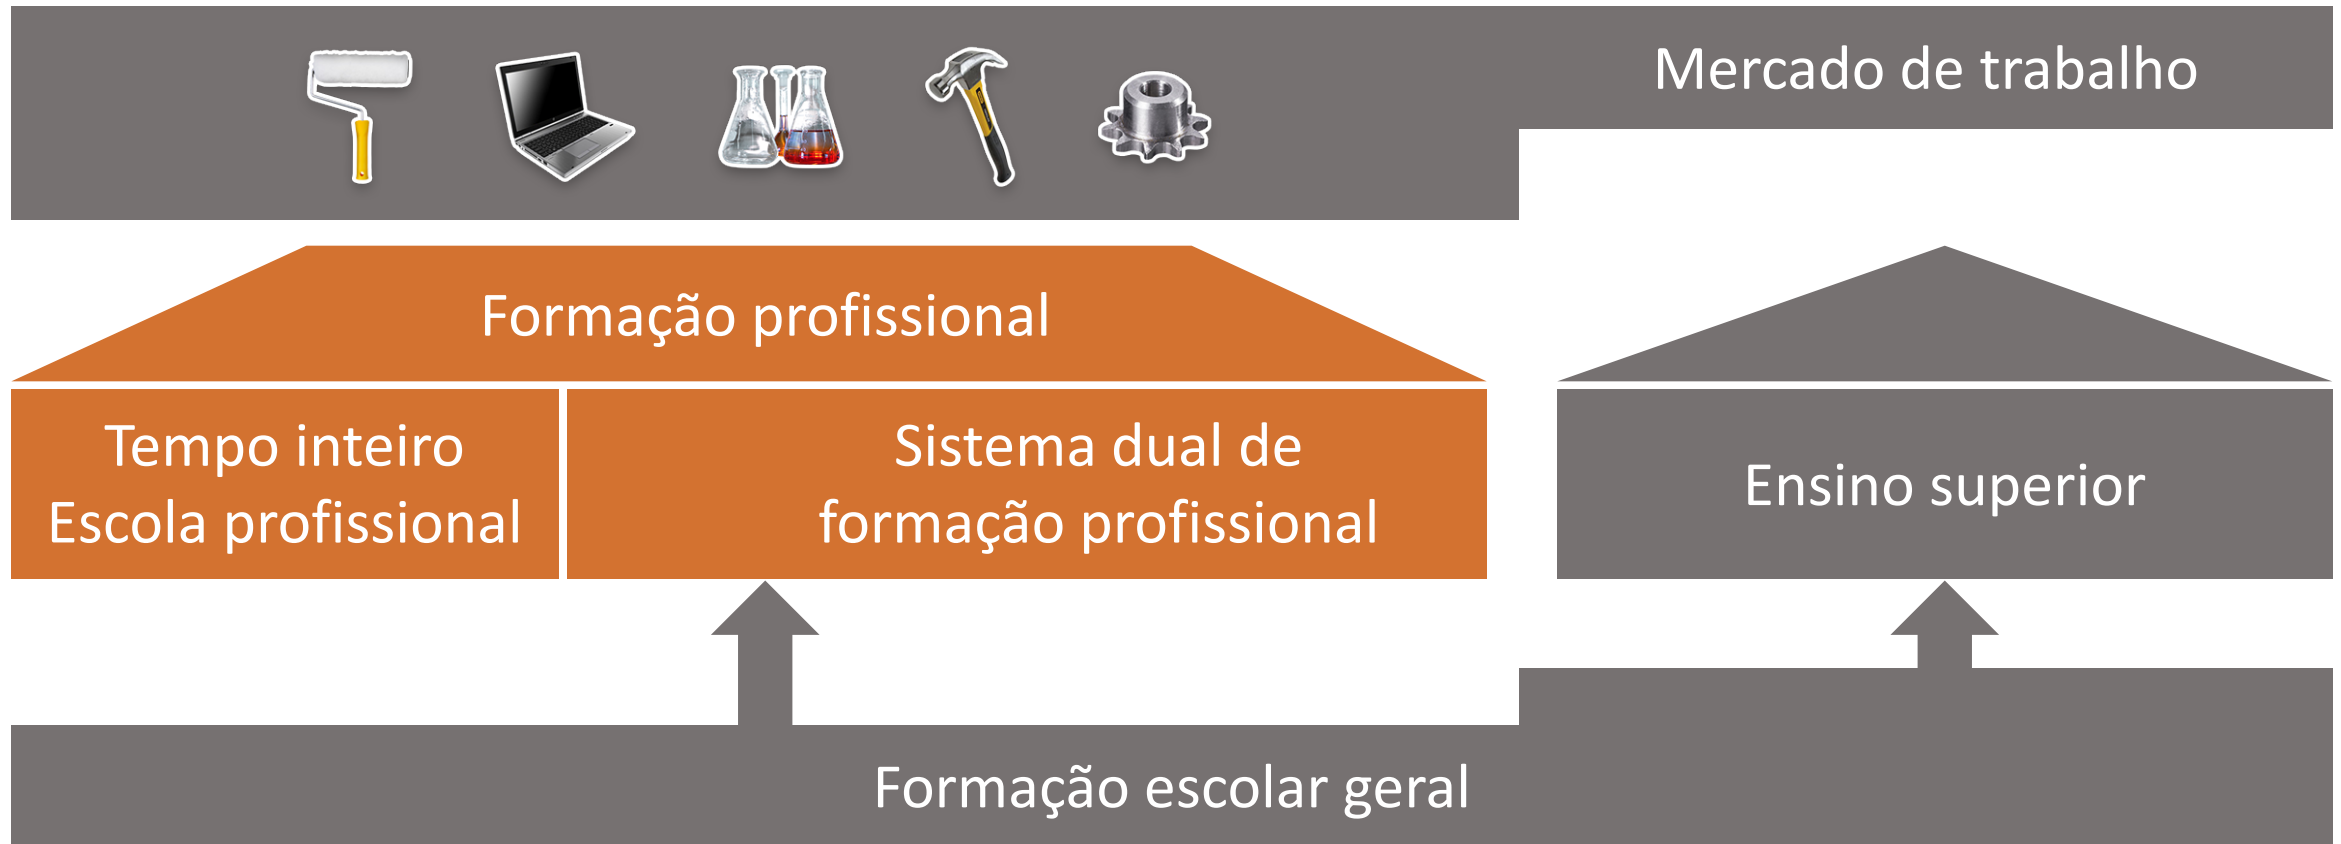 Mercado de trabalho
Formação profissional
Tempo inteiro
Escola profissional
Sistema dual de
formação profissional
Ensino superior
Formação escolar geral